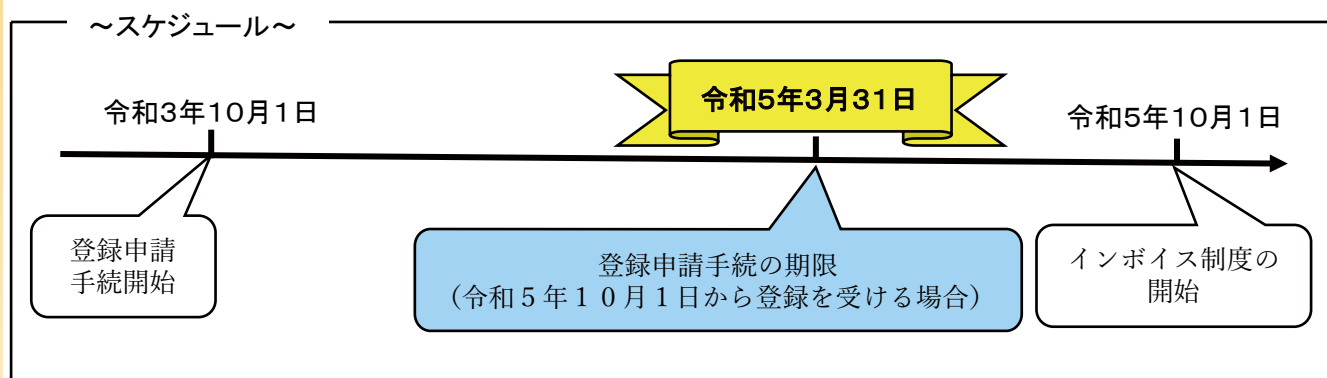 ～スケジュール～
令和３年１０月１日
令和５年３月３１日
令和５年１０月１日
登録申請
手続開始
登録申請手続の期限
（令和５年１０月１日から登録を受ける場合）
インボイス制度の
開始